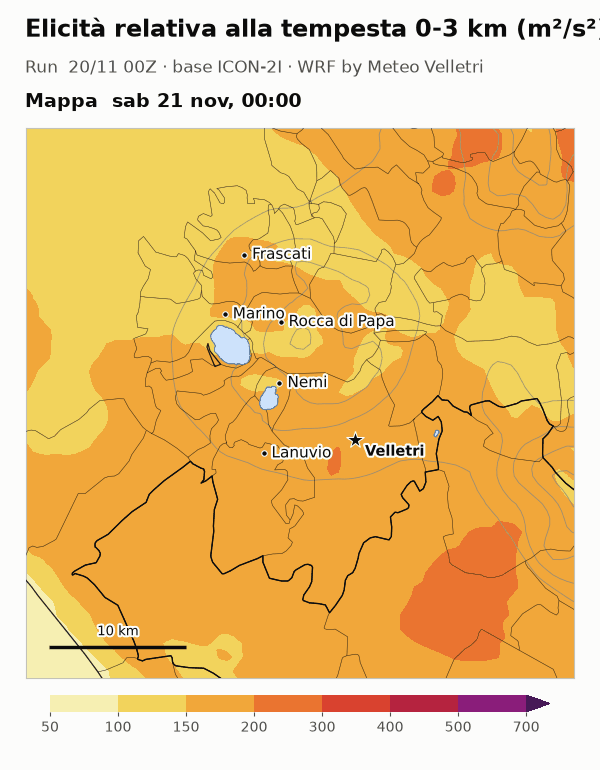 Elicità relativa alla tempesta 0-3 km (m²/s²)
Run 20/11 00Z · base ICON-2I · WRF by Meteo Velletri
Mappa sab 21 nov, 00:00
Frascati
Marino
Rocca di Papa
Nemi
Velletri
Lanuvio
10 km
50 100 150 200 300 400 500 700